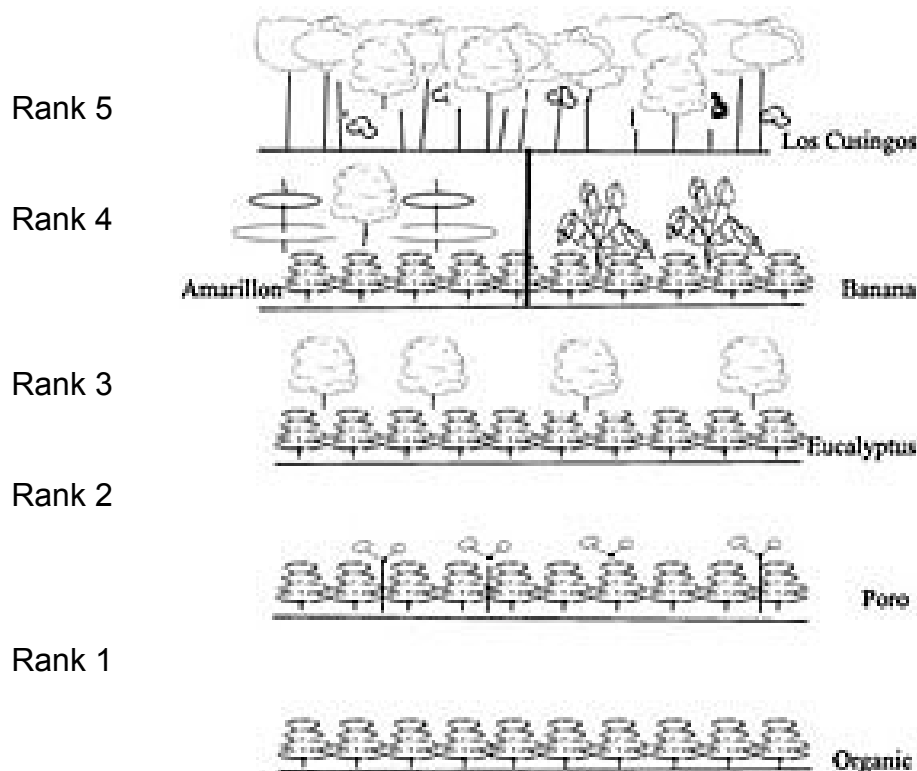 Rank 5
Los Cusingos
Rank 4
Amarillon
Banana
Rank 3
Eucalyptus
Rank 2
Poro
Rank 1
Organic